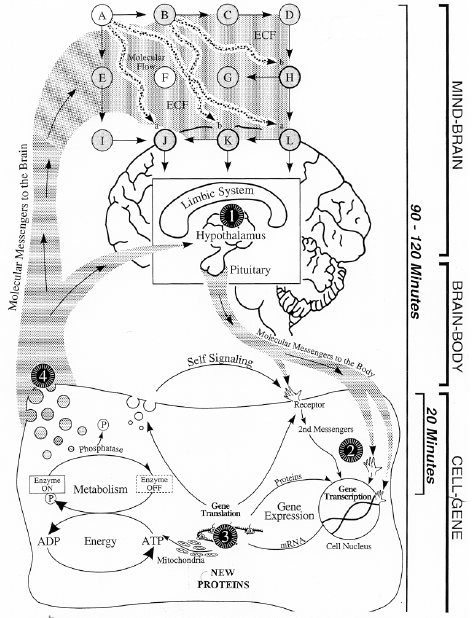 A B C D
ECF
Molecular
Flow
b
E F G H
ECF
a b a
I J K L
MIND-BRAIN
Limbic System
1
Hypothalamus
Pituitary
Molecular Messengers to the Brain
90 - 120 Minutes
BRAIN-BODY
Molecular Messengers to the Body
Self Signaling
4
Receptor
20 Minutes
CELL-GENE
P
2nd Messengers
2
Phosphatase
Enzyme
ON
Enzyme
OFF
P
Metabolism
Proteins
Gene
Transcription
Gene
Translation
Gene
Expression
3
ADP
Energy
ATP
mRNA
Cell Nucleus
Mitochondria
NEW
PROTEINS